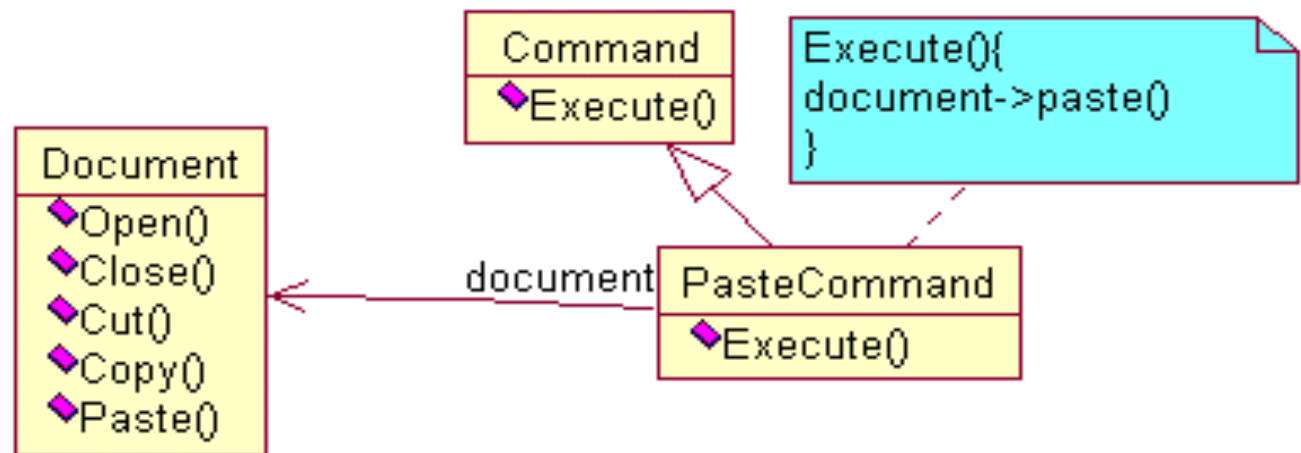 Command
Execute()
Execute(){
document->paste()
}
Document
Open()
Close()
Cut()
Copy()
Paste()
document
PasteCommand
Execute()